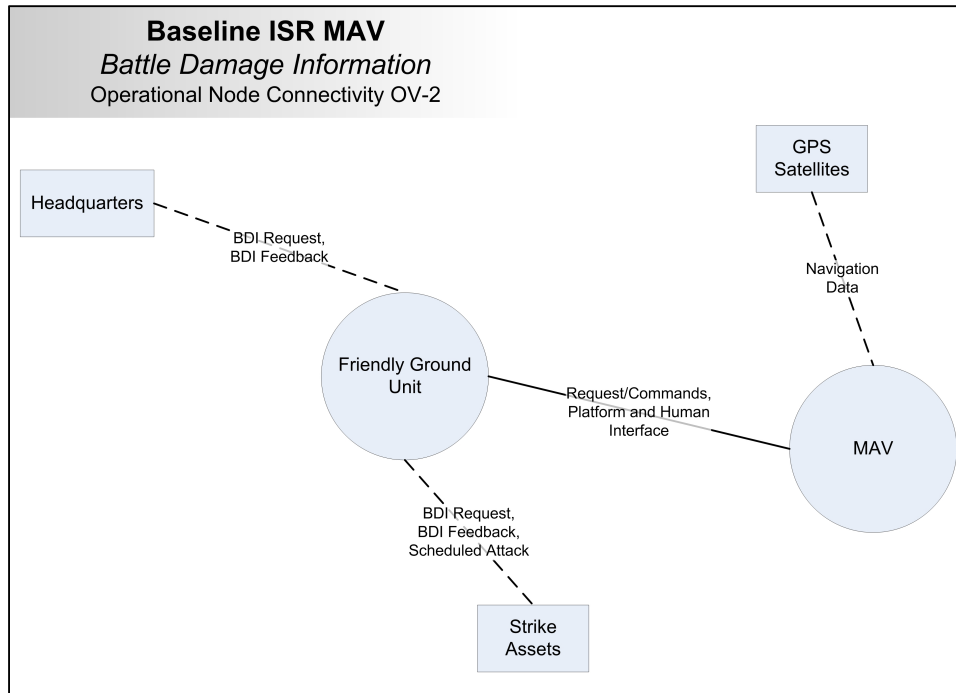 Baseline ISR MAV
Battle Damage Information
Operational Node Connectivity OV-2
GPS
Satellites
Headquarters
BDI Request,
BDI Feedback
Navigation
Data
Friendly Ground
Unit
Request/Commands,
Platform and Human
Interface
MAV
BDI Request,
BDI Feedback,
Scheduled Attack
Strike
Assets